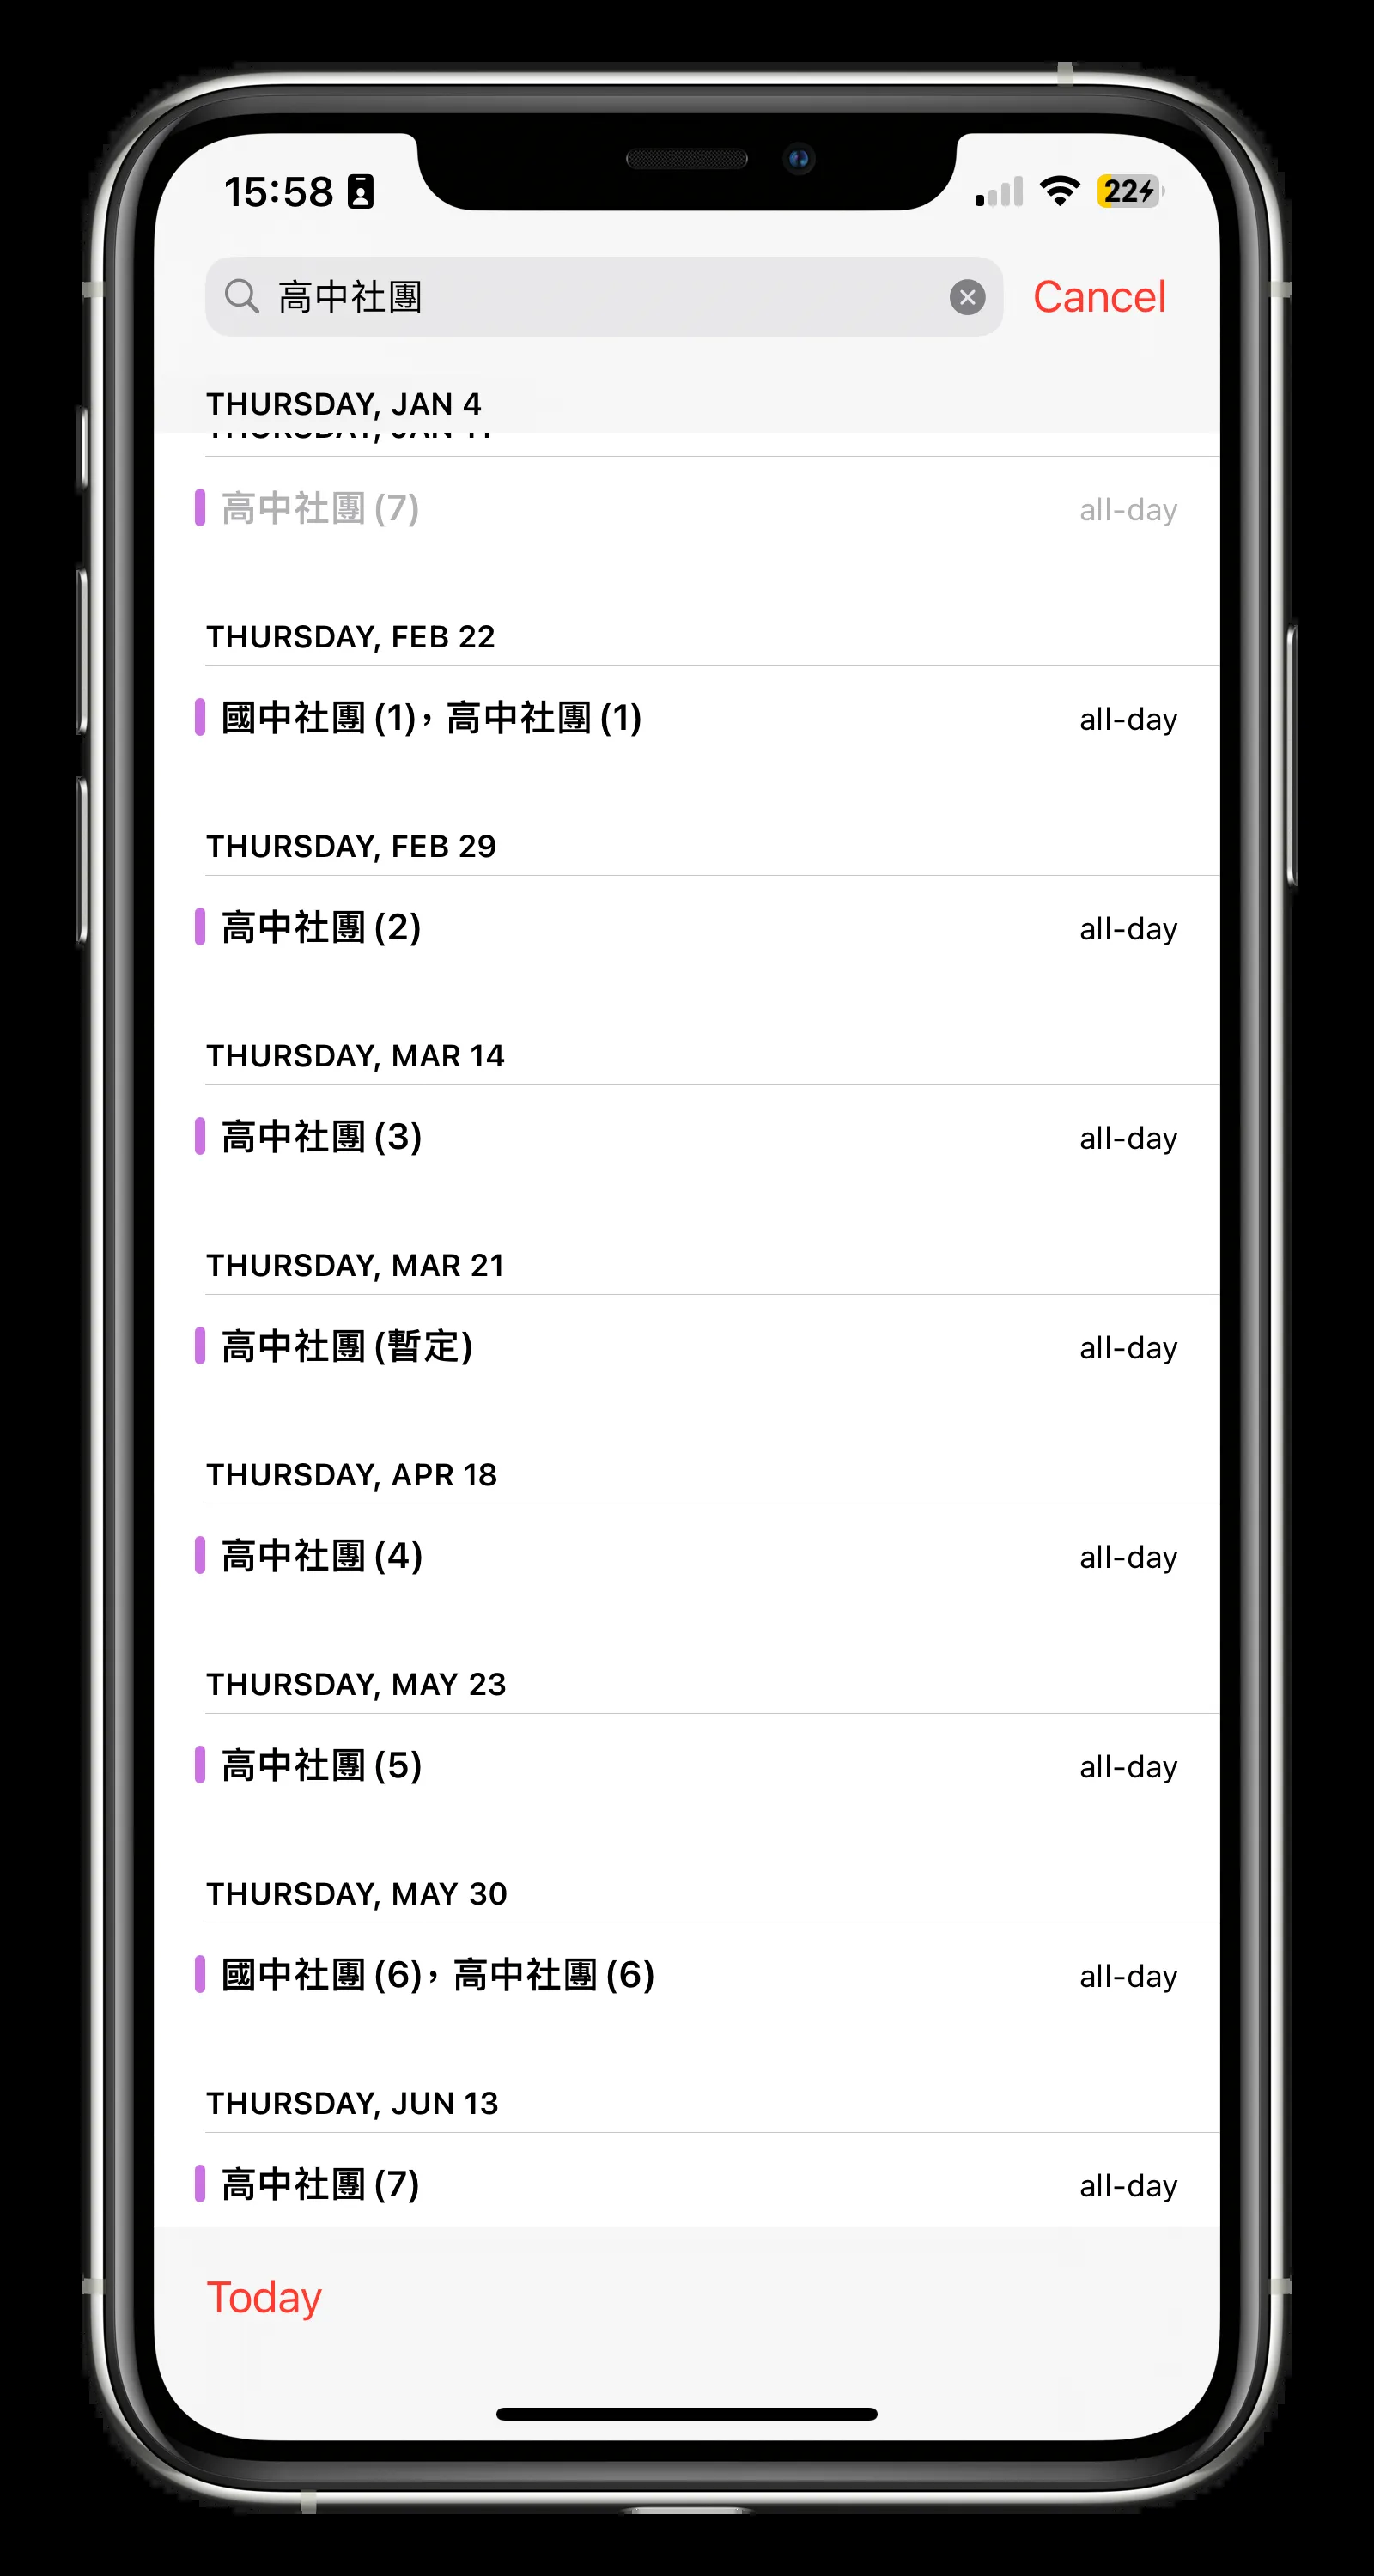 15:58
22
高中社團
Cancel
THURSDAY, JAN 4
THURSDAY, JAN 11
高中社團 (7)
all-day
THURSDAY, FEB 22
國中社團 (1)，高中社團 (1)
all-day
THURSDAY, FEB 29
高中社團 (2)
all-day
THURSDAY, MAR 14
高中社團 (3)
all-day
THURSDAY, MAR 21
高中社團 (暫定)
all-day
THURSDAY, APR 18
高中社團 (4)
all-day
THURSDAY, MAY 23
高中社團 (5)
all-day
THURSDAY, MAY 30
國中社團 (6)，高中社團 (6)
all-day
THURSDAY, JUN 13
高中社團 (7)
all-day
Today